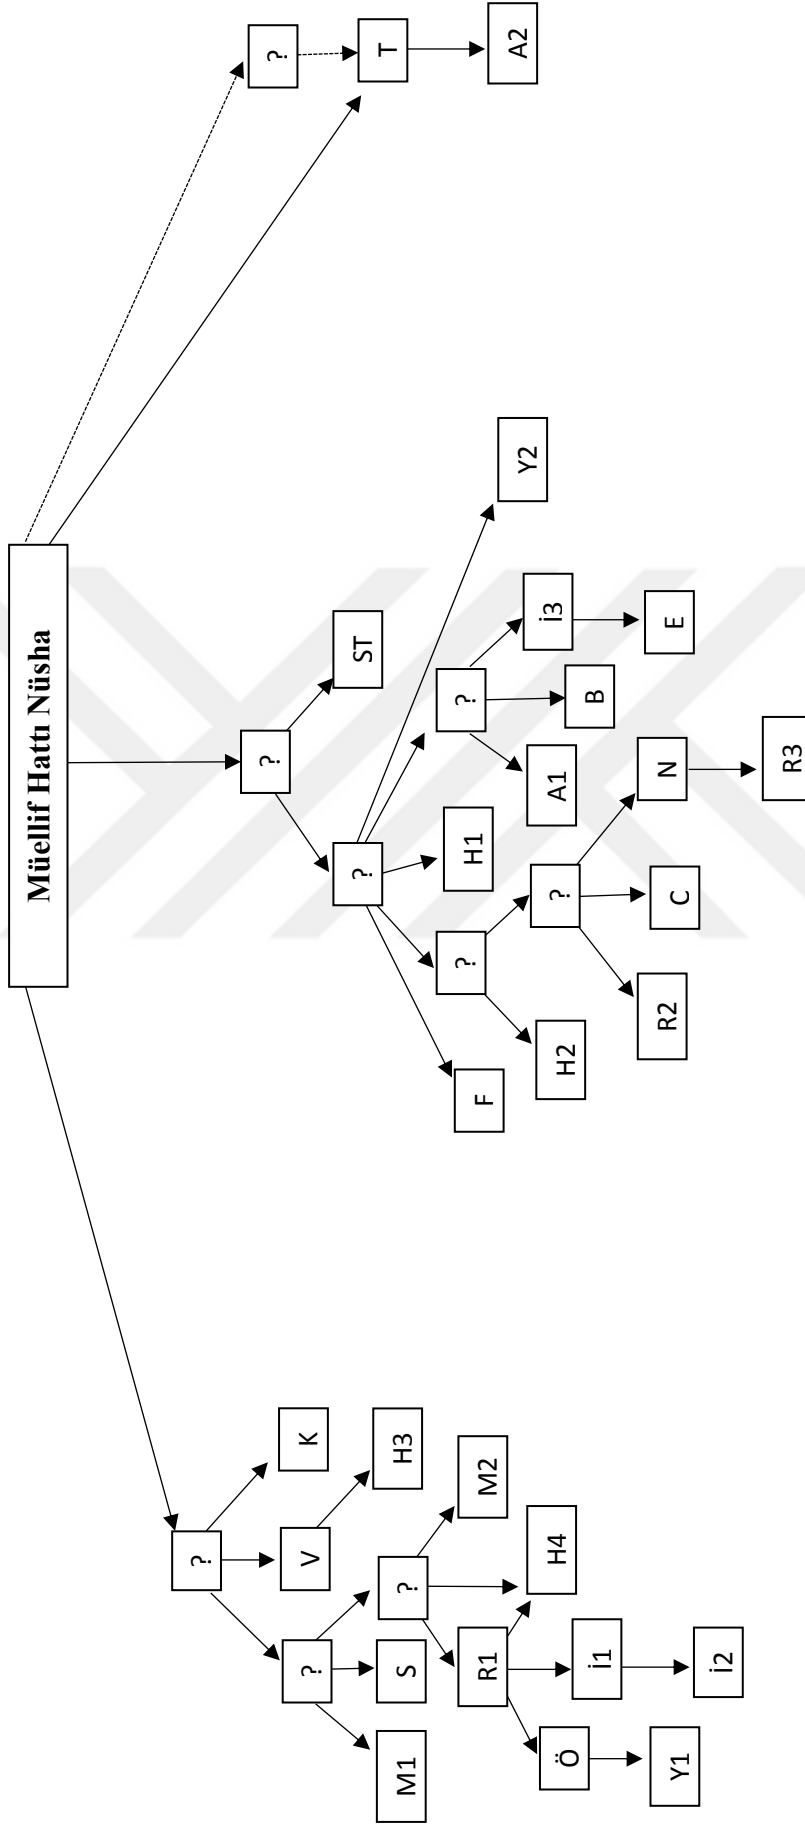 Müellif Hattı Nüsha
?
?
?
?
V
K
?
ST
T
M1
S
?
H3
?
H1
?
R1
M2
F
Y2
A2
Ö
H4
H2
?
A1
İ3
İ1
B
Y1
R2
C
N
E
İ2
R3